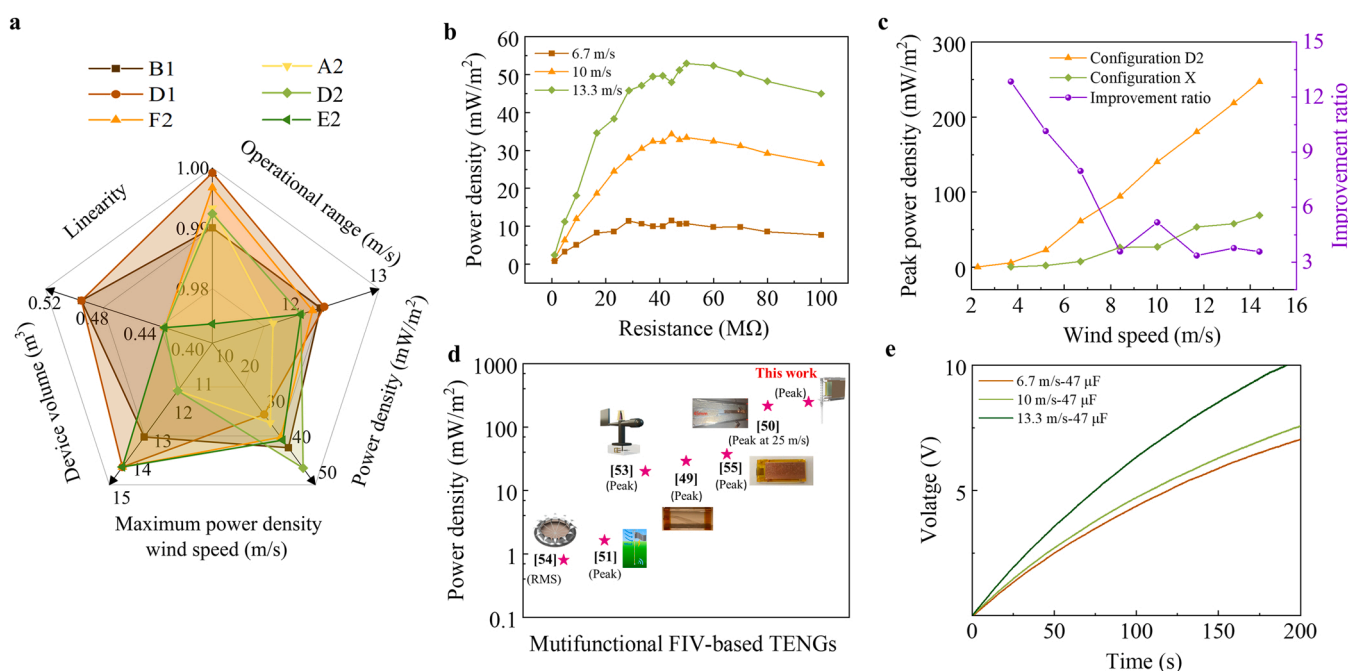 a
B1
D1
F2
A2
D2
E2
1.00
0.99
0.98
Linearity
Operational range (m/s)
13
12
0.52
0.48
0.44
0.40
10
20
30
40
50
11
12
13
14
15
Device volume (m³)
Power density (mW/m²)
Maximum power density
wind speed (m/s)
b
Power density (mW/m²)
60
50
40
30
20
10
0
6.7 m/s
10 m/s
13.3 m/s
0 20 40 60 80 100
Resistance (MΩ)
c
Peak power density (mW/m²)
300
200
100
0
Configuration D2
Configuration X
Improvement ratio
15
12
9
6
3
Improvement ratio
2 4 6 8 10 12 14 16
Wind speed (m/s)
d
Power density (mW/m²)
1000
100
10
1
0.1
This work
(Peak)
[50]
(Peak at 25 m/s)
[53]
(Peak)
[49]
(Peak)
[55]
(Peak)
[54]
(RMS)
[51]
(Peak)
Mutifunctional FIV-based TENGs
e
Volatge (V)
10
5
0
6.7 m/s-47 μF
10 m/s-47 μF
13.3 m/s-47 μF
0 50 100 150 200
Time (s)